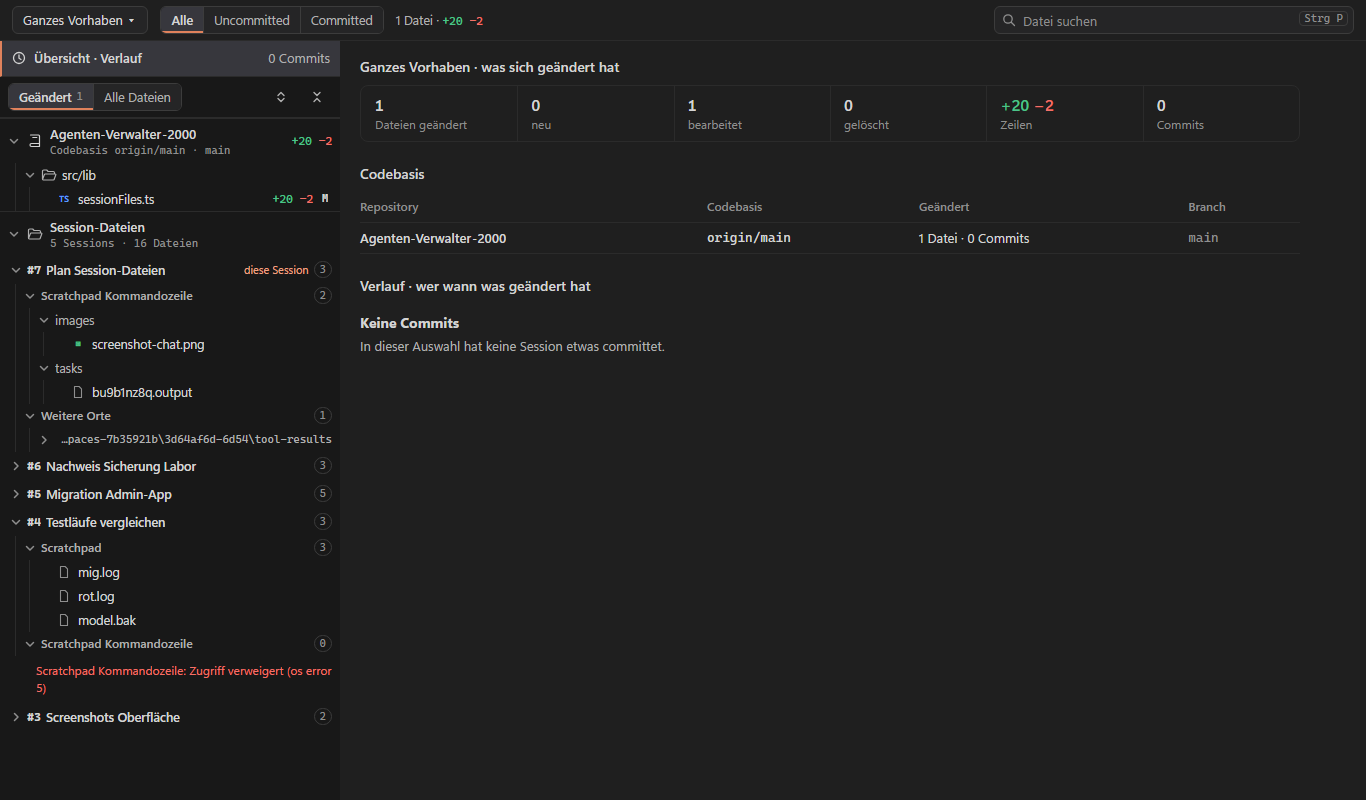 Ganzes Vorhaben
Alle
Uncommitted
Committed
1 Datei · +20 −2
Datei suchen
Strg P
Übersicht · Verlauf
0 Commits
Geändert 1
Alle Dateien
Agenten-Verwalter-2000
+20 −2
Codebasis origin/main · main
src/lib
TS sessionFiles.ts
+20 −2 M
Session-Dateien
5 Sessions · 16 Dateien
#7 Plan Session-Dateien
diese Session 3
Scratchpad Kommandozeile
2
images
screenshot-chat.png
tasks
bu9b1nz8q.output
Weitere Orte
1
…paces-7b35921b\3d64af6d-6d54\tool-results
#6 Nachweis Sicherung Labor
3
#5 Migration Admin-App
5
#4 Testläufe vergleichen
3
Scratchpad
3
mig.log
rot.log
model.bak
Scratchpad Kommandozeile
0
Scratchpad Kommandozeile: Zugriff verweigert (os error
5)
#3 Screenshots Oberfläche
2
Ganzes Vorhaben · was sich geändert hat
1
Dateien geändert
0
neu
1
bearbeitet
0
gelöscht
+20 −2
Zeilen
0
Commits
Codebasis
Repository
Codebasis
Geändert
Branch
Agenten-Verwalter-2000
origin/main
1 Datei · 0 Commits
main
Verlauf · wer wann was geändert hat
Keine Commits
In dieser Auswahl hat keine Session etwas committet.